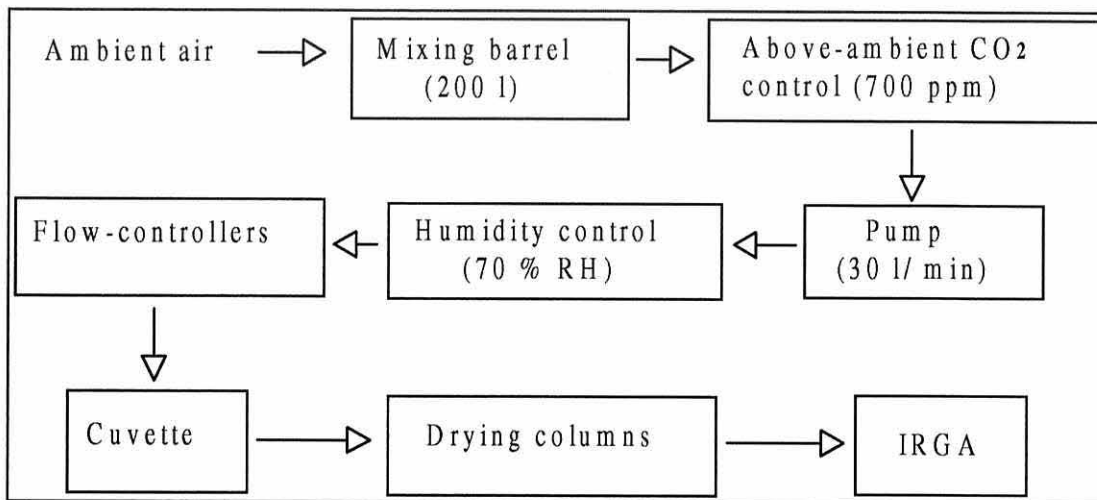 Ambient air
Mixing barrel
(200 l)
Above-ambient CO2
control (700 ppm)
Flow-controllers
Humidity control
(70 % RH)
Pump
(30 l/ min)
Cuvette
Drying columns
IRGA